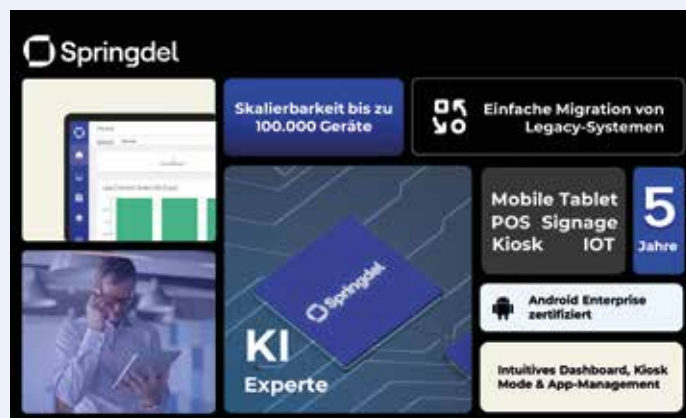 Springdel
Skalierbarkeit bis zu
100.000 Geräte
Einfache Migration von
Legacy-Systemen
Mobile Tablet
POS Signage
Kiosk IOT
5
Jahre
Springdel
KI
Experte
Android Enterprise
zertifiziert
Intuitives Dashboard, Kiosk
Mode & App-Management